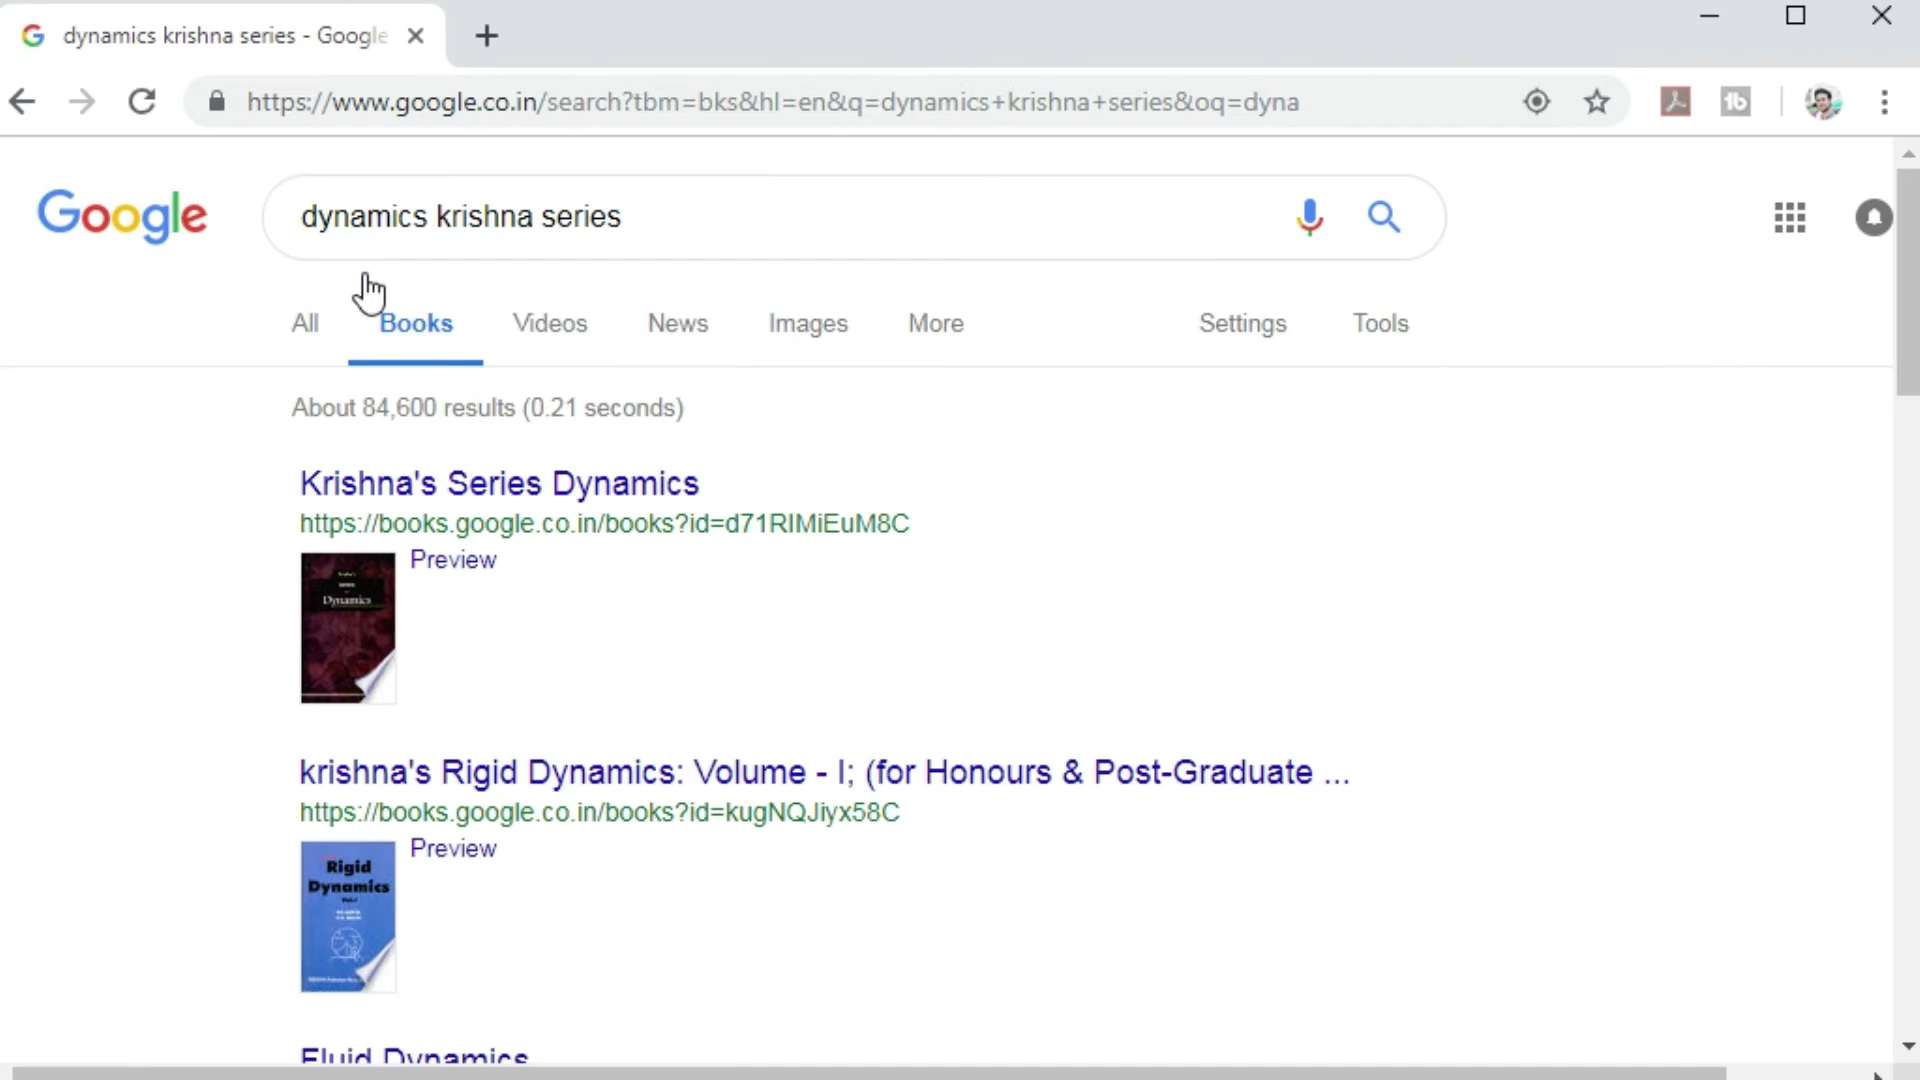 dynamics krishna series - Google
https://www.google.co.in/search?tbm=bks&hl=en&q=dynamics+krishna+series&oq=dyna
Google
dynamics krishna series
All
Books
Videos
News
Images
More
Settings
Tools
About 84,600 results (0.21 seconds)
Krishna's Series Dynamics
https://books.google.co.in/books?id=d71RIMiEuM8C
Preview
Dynamics
krishna's Rigid Dynamics: Volume - I; (for Honours & Post-Graduate ...
https://books.google.co.in/books?id=kugNQJiyx58C
Preview
Rigid
Dynamics
Fluid Dynamics